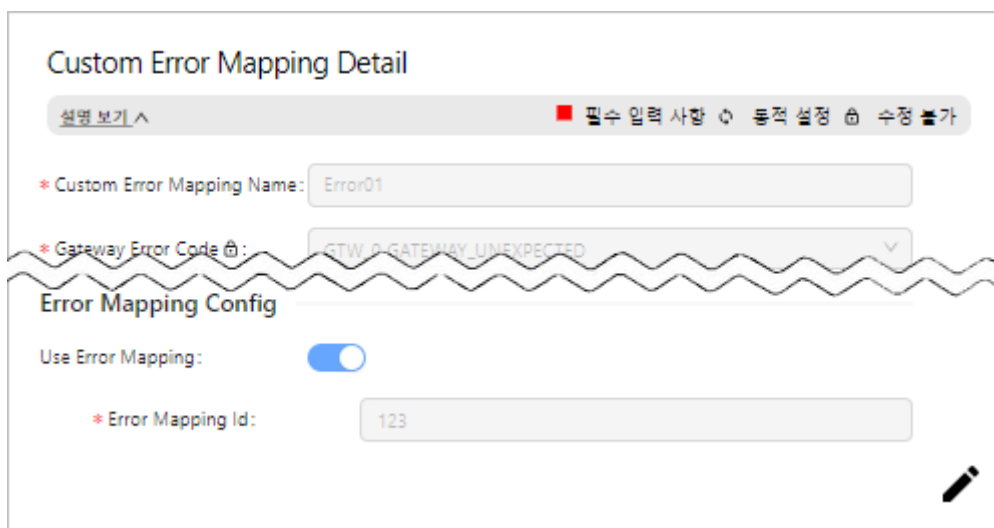 Custom Error Mapping Detail
설명 보기 필수 입력 사항 동적 설정 수정 불가
* Custom Error Mapping Name: Error01
* Gateway Error Code : GTW_0-GATEWAY_UNEXPECTED
Error Mapping Config
Use Error Mapping:
* Error Mapping Id: 123